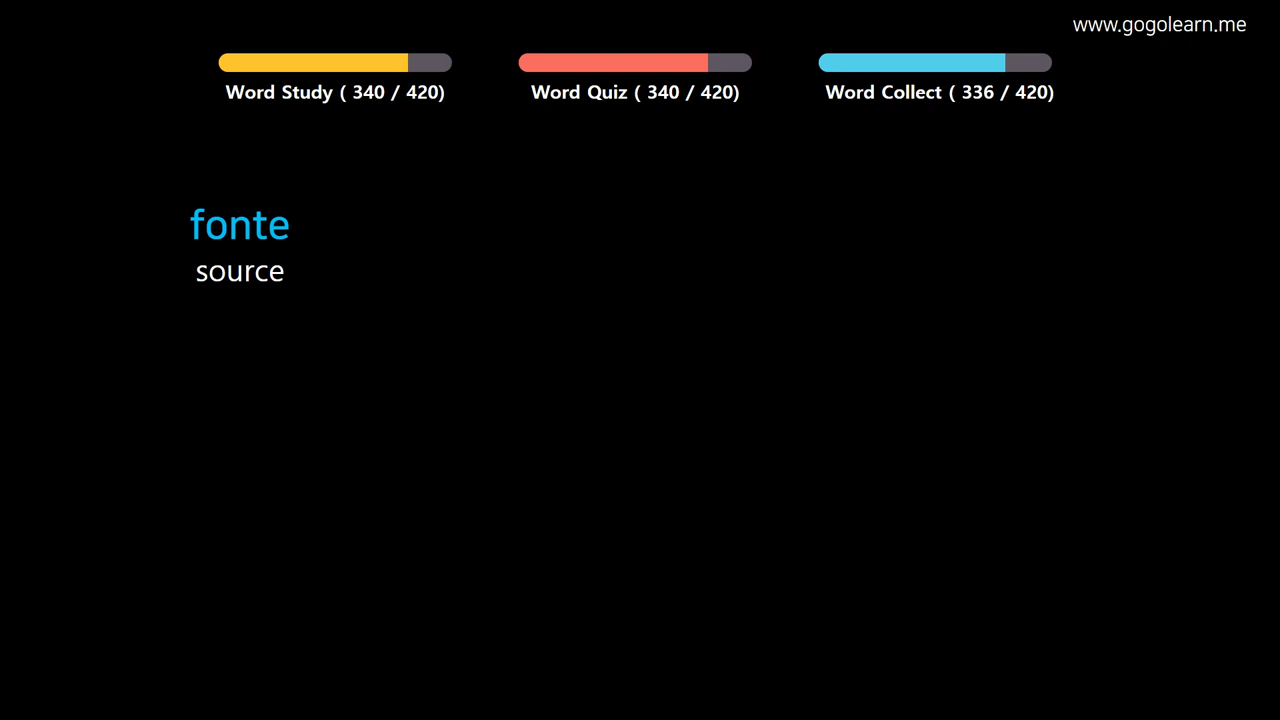 www.gogolearn.me
Word Study ( 340 / 420)
Word Quiz ( 340 / 420)
Word Collect ( 336 / 420)
fonte
source